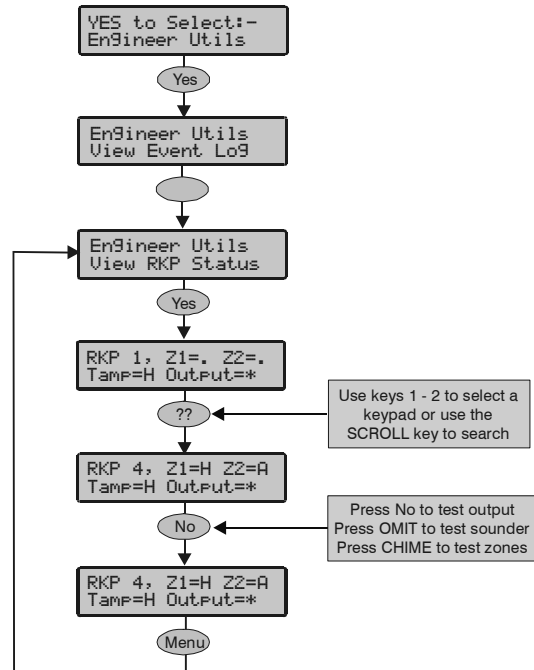 YES to Select:-
Engineer Utils
Yes
Engineer Utils
View Event Log
Engineer Utils
View RKP Status
Yes
RKP 1, Z1=. Z2=.
Tamp=H Output=*
??
Use keys 1 - 2 to select a
keypad or use the
SCROLL key to search
RKP 4, Z1=H Z2=A
Tamp=H Output=*
No
Press No to test output
Press OMIT to test sounder
Press CHIME to test zones
RKP 4, Z1=H Z2=A
Tamp=H Output=*
Menu